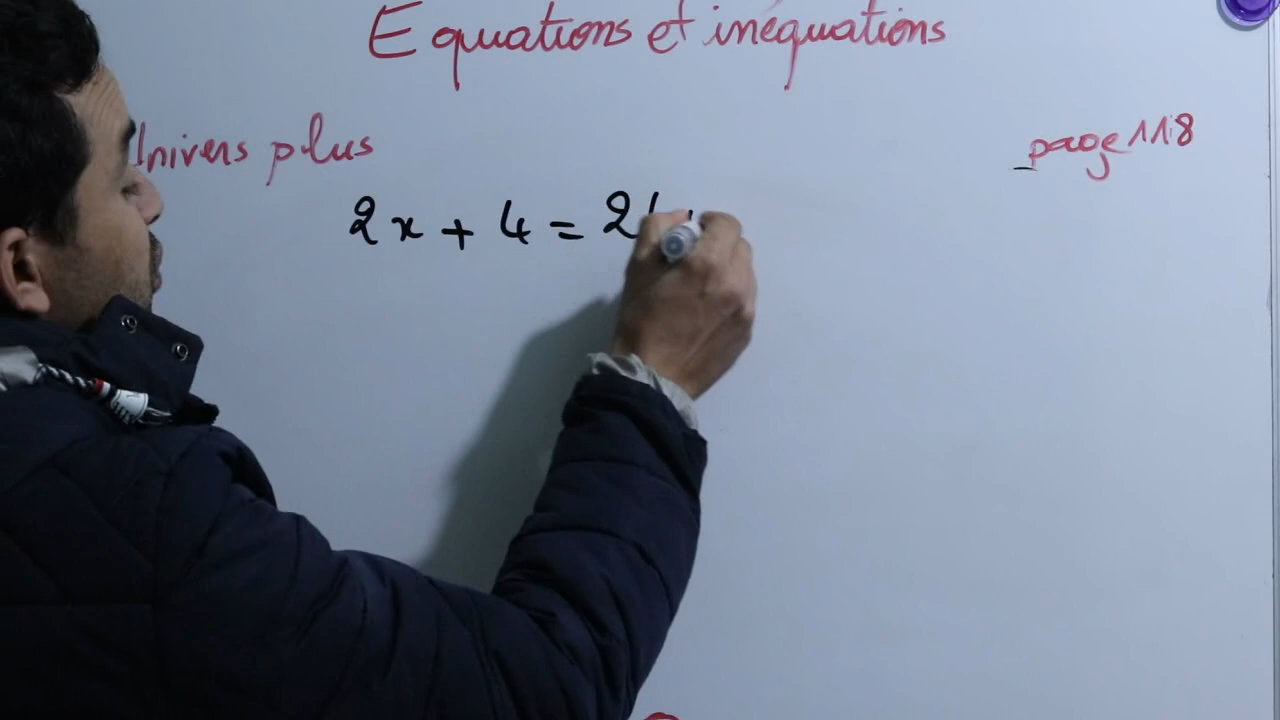 Equations et inéquations
Univers plus
page 118
2x + 4 = 2